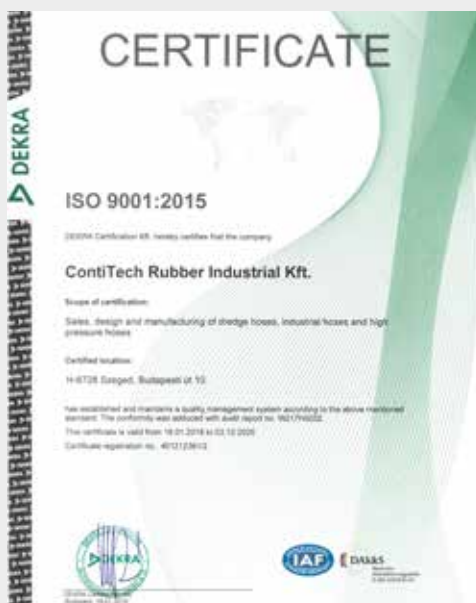 CERTIFICATE
DEKRA
ISO 9001:2015
DEKRA Certification Kft. hereby certifies that the company
ContiTech Rubber Industrial Kft.
Scope of certification:
Sales, design and manufacturing of dredge hoses, industrial hoses and high
pressure hoses
Certified location:
H-6728 Szeged, Budapesti út 10.
has established and maintains a quality management system according to the above mentioned
standard. The conformity was adduced with audit report no.
This certificate is valid from
Certificate registration no.
DEKRA
IAF
DAkkS